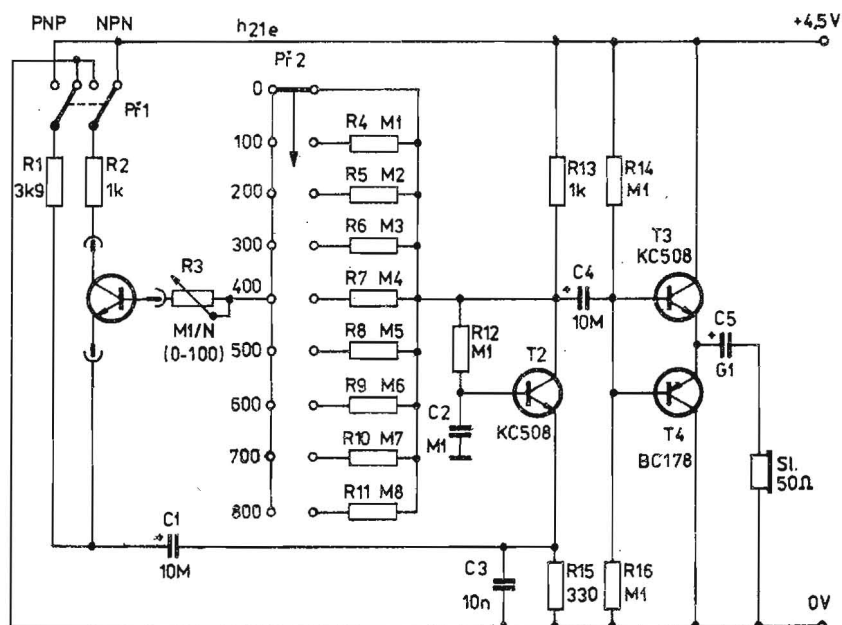 PNP NPN h21e +4,5V
Př2
0
Př1
R4 M1
100
R1 3k9
R2 1k
R13 1k
R14 M1
R5 M2
200
R6 M3
300
T3 KC508
R3
R7 M4
400
C4 10M
C5 G1
M1/N (0-100)
R12 M1
R8 M5
500
T2
R9 M6
600
C2 M1
KC508
T4
R10 M7
700
BC178
Sl. 50Ω
R11 M8
800
C1 10M
C3 10n
R15 330
R16 M1
0V